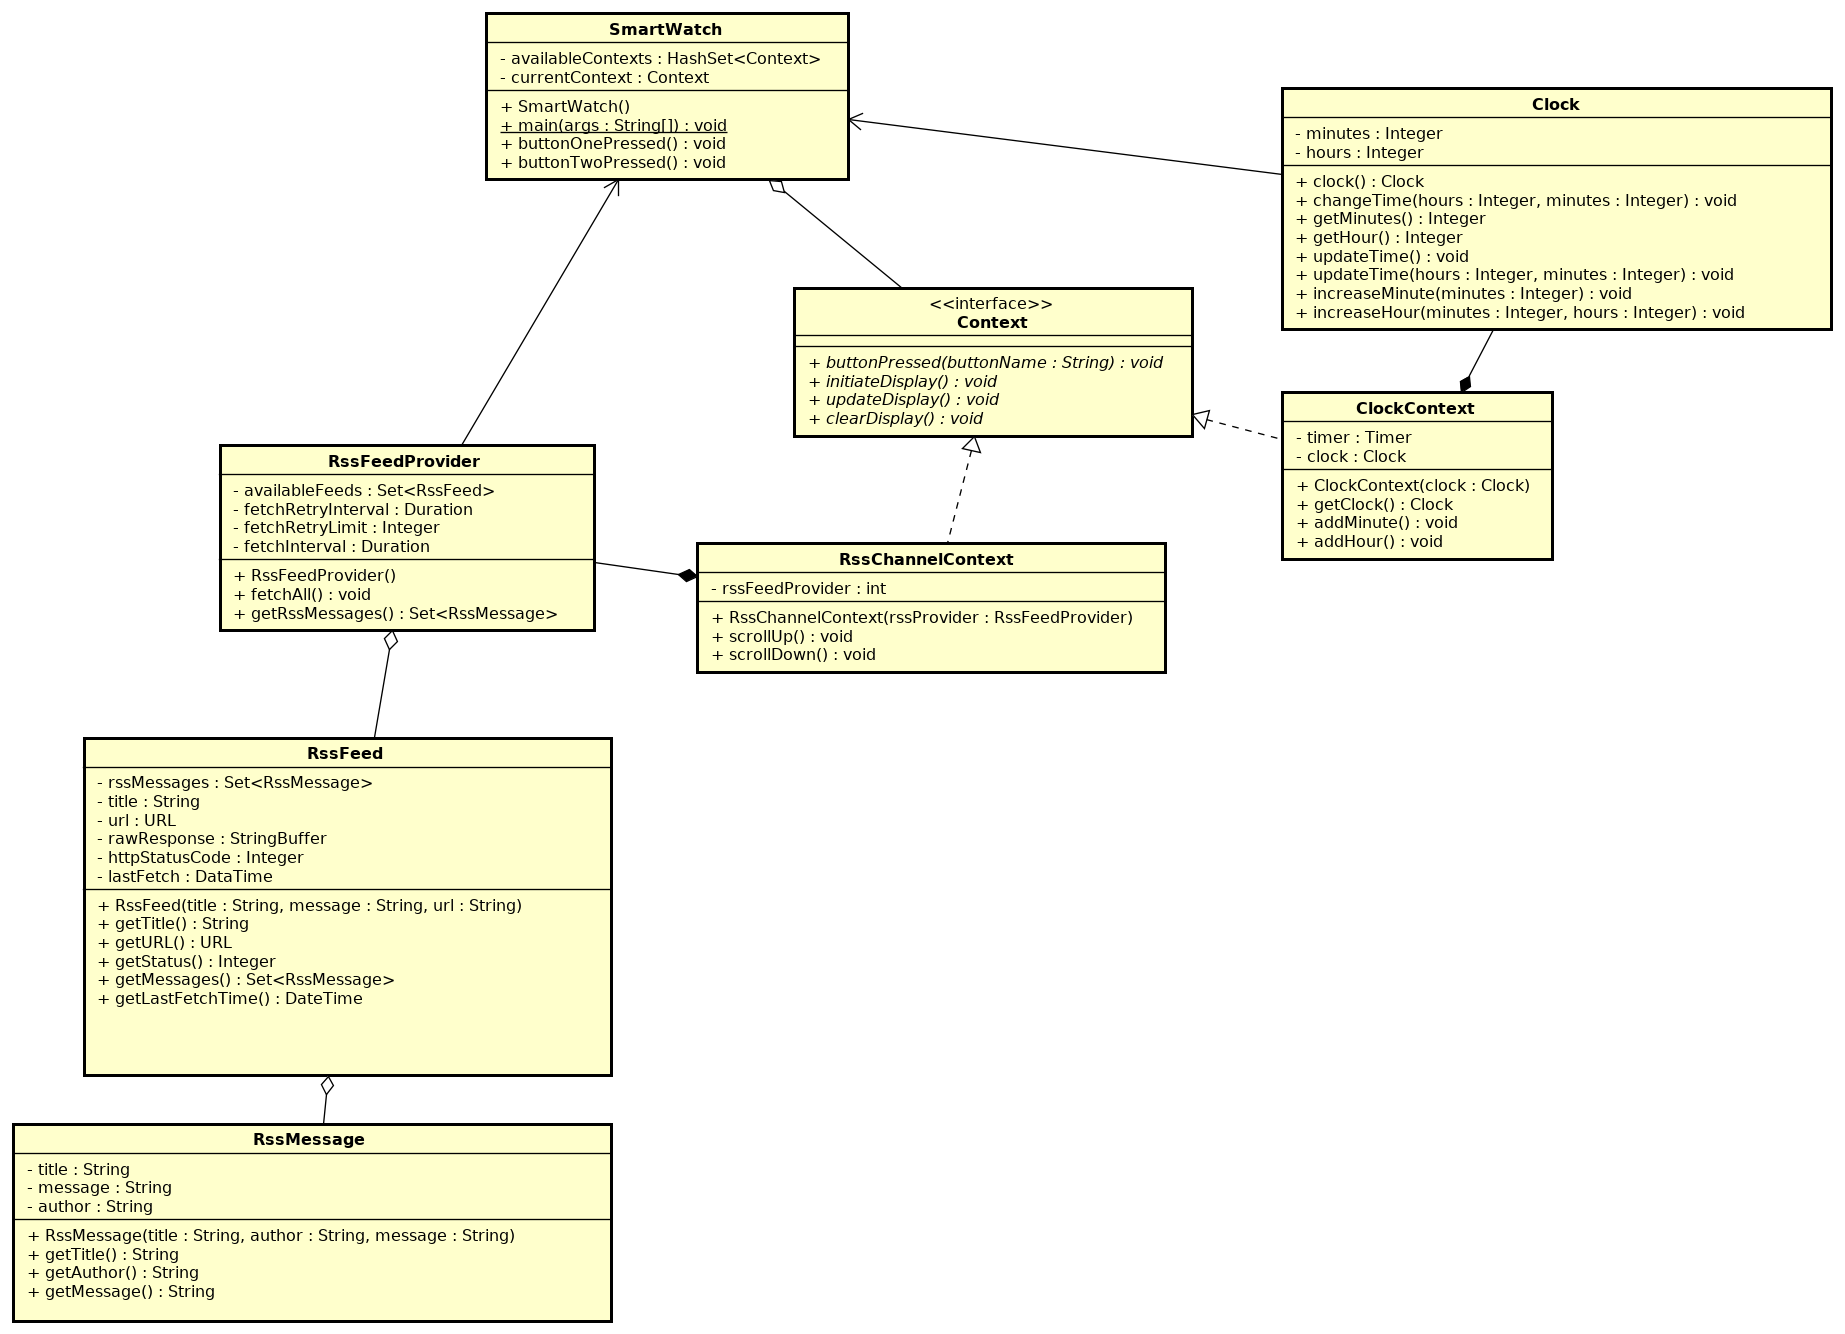 SmartWatch
- availableContexts : HashSet<Context>
- currentContext : Context
+ SmartWatch()
+ main(args : String[]) : void
+ buttonOnePressed() : void
+ buttonTwoPressed() : void
Clock
- minutes : Integer
- hours : Integer
+ clock() : Clock
+ changeTime(hours : Integer, minutes : Integer) : void
+ getMinutes() : Integer
+ getHour() : Integer
+ updateTime() : void
+ updateTime(hours : Integer, minutes : Integer) : void
+ increaseMinute(minutes : Integer) : void
+ increaseHour(minutes : Integer, hours : Integer) : void
<<interface>>
Context
+ buttonPressed(buttonName : String) : void
+ initiateDisplay() : void
+ updateDisplay() : void
+ clearDisplay() : void
ClockContext
- timer : Timer
- clock : Clock
+ ClockContext(clock : Clock)
+ getClock() : Clock
+ addMinute() : void
+ addHour() : void
RssFeedProvider
- availableFeeds : Set<RssFeed>
- fetchRetryInterval : Duration
- fetchRetryLimit : Integer
- fetchInterval : Duration
+ RssFeedProvider()
+ fetchAll() : void
+ getRssMessages() : Set<RssMessage>
RssChannelContext
- rssFeedProvider : int
+ RssChannelContext(rssProvider : RssFeedProvider)
+ scrollUp() : void
+ scrollDown() : void
RssFeed
- rssMessages : Set<RssMessage>
- title : String
- url : URL
- rawResponse : StringBuffer
- httpStatusCode : Integer
- lastFetch : DataTime
+ RssFeed(title : String, message : String, url : String)
+ getTitle() : String
+ getURL() : URL
+ getStatus() : Integer
+ getMessages() : Set<RssMessage>
+ getLastFetchTime() : DateTime
RssMessage
- title : String
- message : String
- author : String
+ RssMessage(title : String, author : String, message : String)
+ getTitle() : String
+ getAuthor() : String
+ getMessage() : String